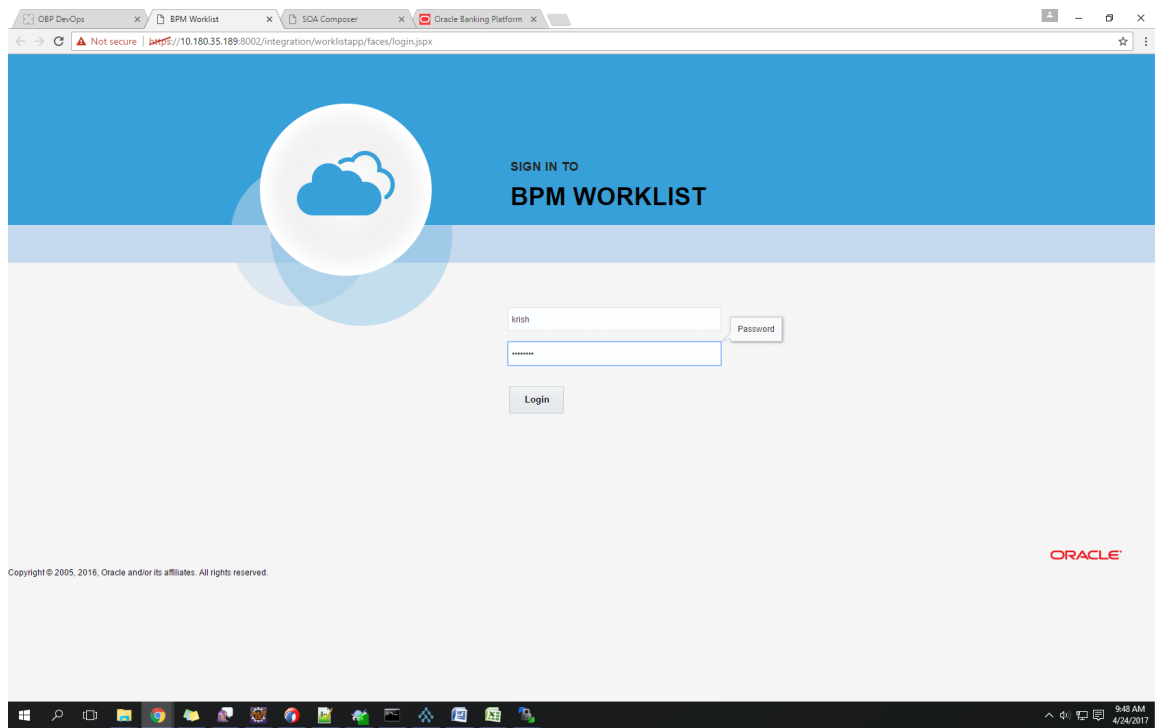 OBP DevOps
BPM Worklist
SOA Composer
Oracle Banking Platform
Not secure | https://10.180.35.189:8002/integration/worklistapp/faces/login.jspx
SIGN IN TO
BPM WORKLIST
krish
Password
••••••••
Login
ORACLE
Copyright © 2005, 2016, Oracle and/or its affiliates. All rights reserved.
9:48 AM
4/24/2017